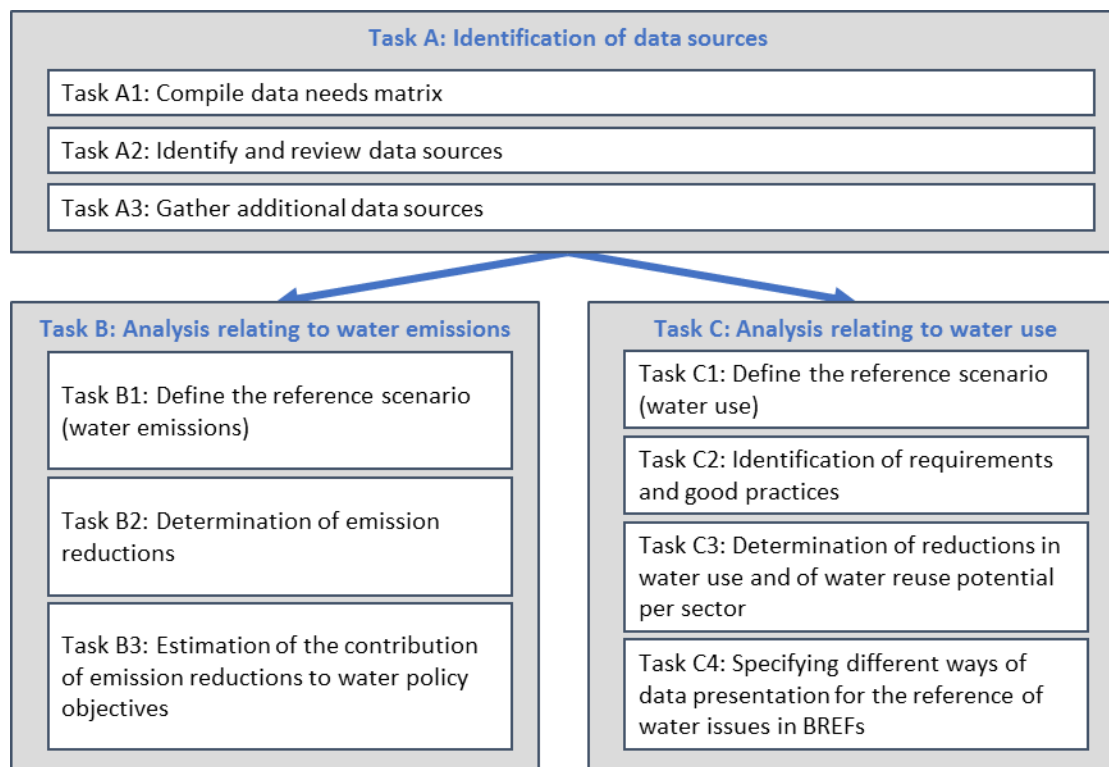 Task A: Identification of data sources
Task A1: Compile data needs matrix
Task A2: Identify and review data sources
Task A3: Gather additional data sources
Task B: Analysis relating to water emissions
Task B1: Define the reference scenario
(water emissions)
Task B2: Determination of emission
reductions
Task B3: Estimation of the contribution
of emission reductions to water policy
objectives
Task C: Analysis relating to water use
Task C1: Define the reference scenario
(water use)
Task C2: Identification of requirements
and good practices
Task C3: Determination of reductions in
water use and of water reuse potential
per sector
Task C4: Specifying different ways of
data presentation for the reference of
water issues in BREFs